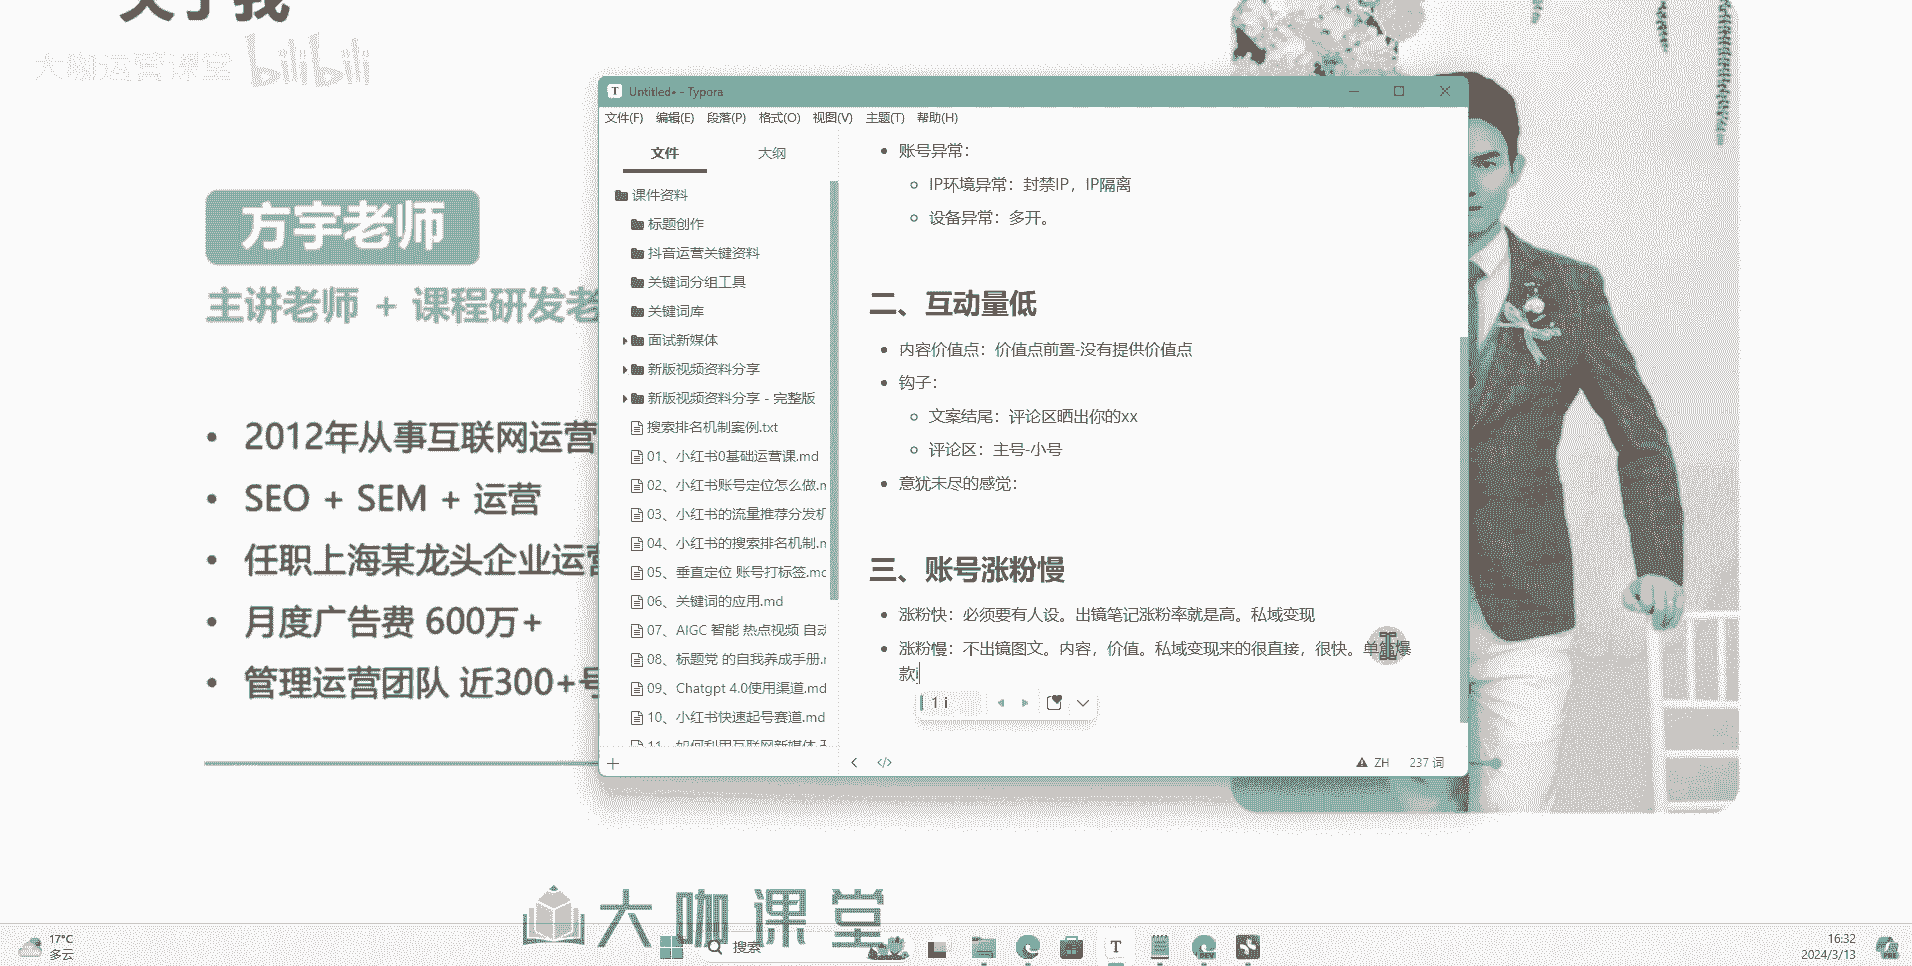 关于我
大咖运营课堂 bilibili
方宇老师
主讲老师 + 课程研发老
• 2012年从事互联网运营
• SEO + SEM + 运营
• 任职上海某龙头企业运营
• 月度广告费 600万+
• 管理运营团队 近300+号
Untitled• - Typora
文件(F) 编辑(E) 段落(P) 格式(O) 视图(V) 主题(T) 帮助(H)
文件 大纲
课件资料
标题创作
抖音运营关键资料
关键词分组工具
关键词库
面试新媒体
新版视频资料分享
新版视频资料分享 - 完整版
搜索排名机制案例.txt
01、小红书0基础运营课.md
02、小红书账号定位怎么做.m
03、小红书的流量推荐分发机
04、小红书的搜索排名机制.m
05、垂直定位 账号打标签.mc
06、关键词的应用.md
07、AIGC 智能 热点视频 自动
08、标题党 的自我养成手册.r
09、Chatgpt 4.0使用渠道.md
10、小红书快速起号赛道.md
11、如何利用互联网新媒体
• 账号异常：
IP环境异常：封禁IP，IP隔离
设备异常：多开。
二、互动量低
• 内容价值点：价值点前置-没有提供价值点
• 钩子：
文案结尾：评论区晒出你的xx
评论区：主号-小号
• 意犹未尽的感觉：
三、账号涨粉慢
• 涨粉快：必须要有人设。出镜笔记涨粉率就是高。私域变现
• 涨粉慢：不出镜图文。内容，价值。私域变现来的很直接，很快。单篇爆
款i
1 i
ZH 237 词
大咖课堂
17°C
多云
搜索
16:32
2024/3/13